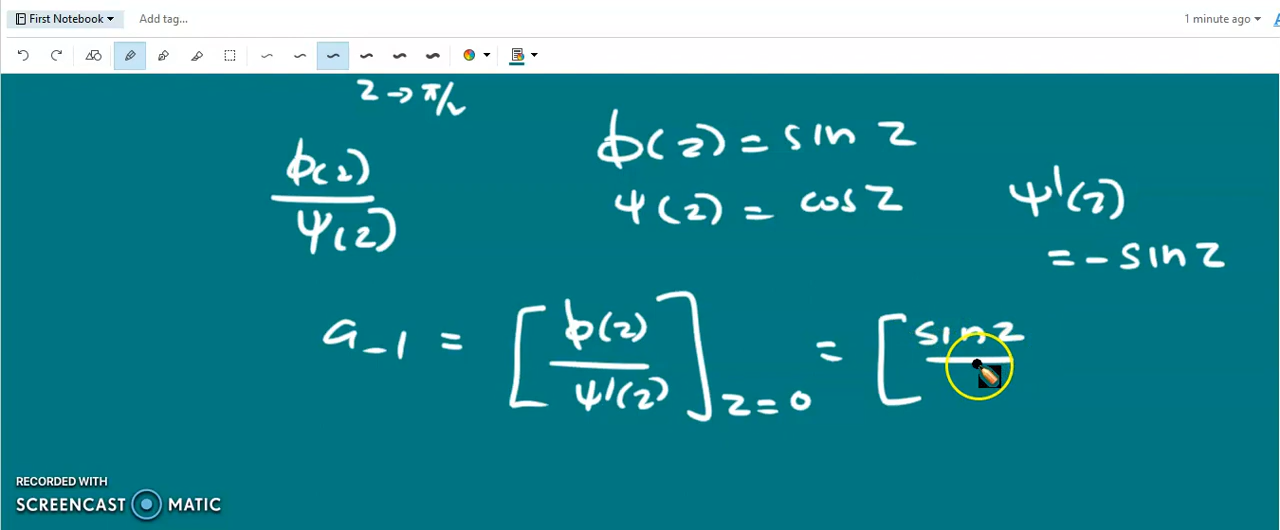 First Notebook Add tag... 1 minute ago
z → π/2
ϕ(z) = sin z
ϕ(z)/ψ(z)
ψ(z) = cos z
ψ'(z)
= - sin z
a₋₁ = [ϕ(z)/ψ'(z)] z=0 = [sin z
RECORDED WITH
SCREENCAST MATIC